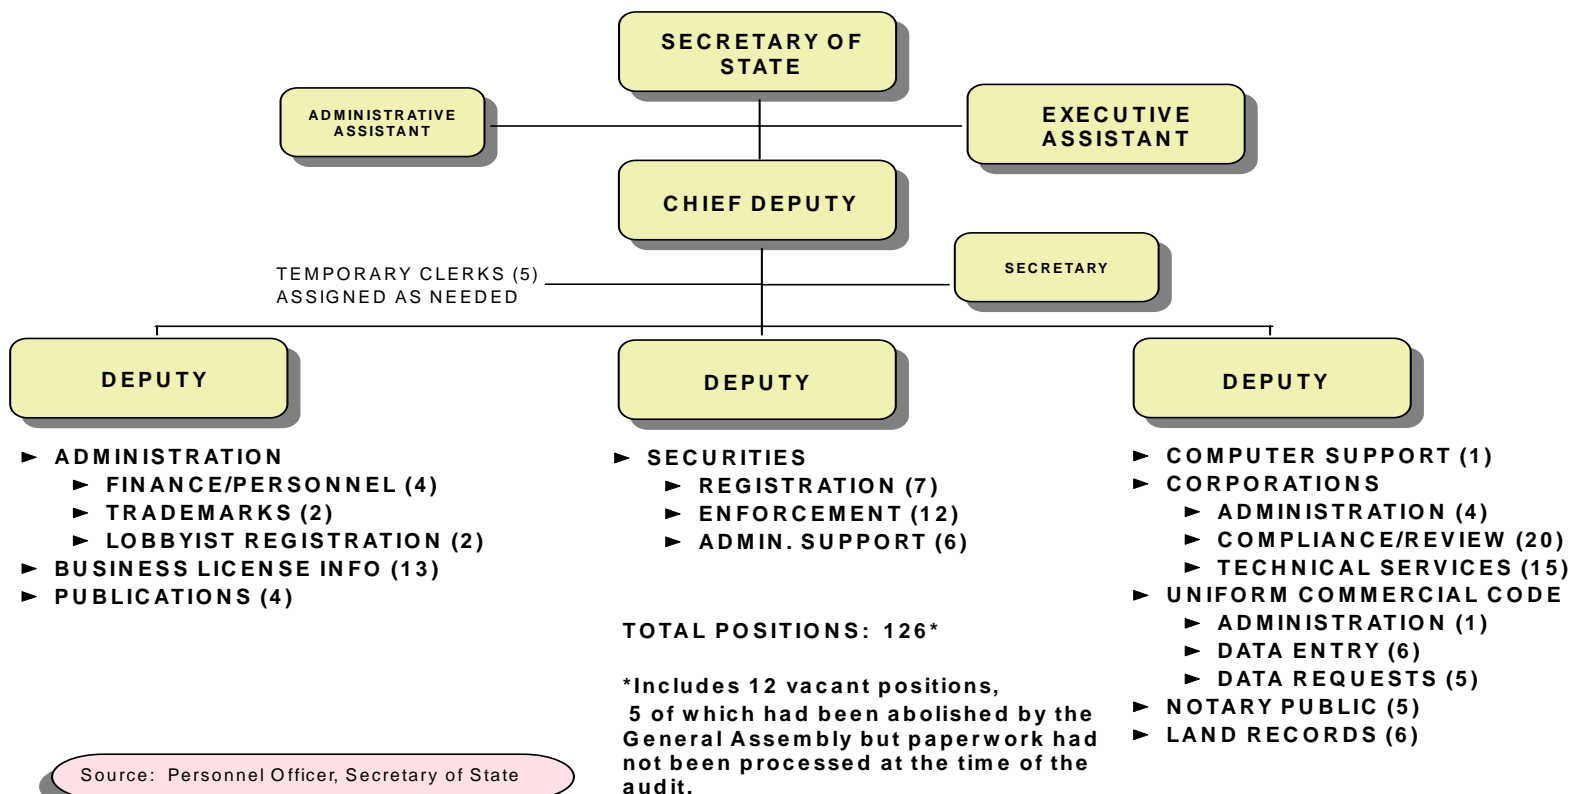 SECRETARY OF
STATE
ADMINISTRATIVE
ASSISTANT
EXECUTIVE
ASSISTANT
CHIEF DEPUTY
TEMPORARY CLERKS (5)
ASSIGNED AS NEEDED
SECRETARY
DEPUTY
► ADMINISTRATION
► FINANCE/PERSONNEL (4)
► TRADEMARKS (2)
► LOBBYIST REGISTRATION (2)
► BUSINESS LICENSE INFO (13)
► PUBLICATIONS (4)
DEPUTY
► SECURITIES
► REGISTRATION (7)
► ENFORCEMENT (12)
► ADMIN. SUPPORT (6)
DEPUTY
► COMPUTER SUPPORT (1)
► CORPORATIONS
► ADMINISTRATION (4)
► COMPLIANCE/REVIEW (20)
► TECHNICAL SERVICES (15)
► UNIFORM COMMERCIAL CODE
► ADMINISTRATION (1)
► DATA ENTRY (6)
► DATA REQUESTS (5)
► NOTARY PUBLIC (5)
► LAND RECORDS (6)
TOTAL POSITIONS: 126*
*Includes 12 vacant positions,
5 of which had been abolished by the
General Assembly but paperwork had
not been processed at the time of the
audit.
Source: Personnel Officer, Secretary of State